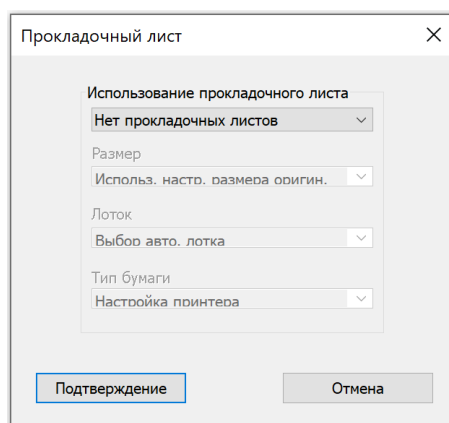 Прокладочный лист
Использование прокладочного листа
Нет прокладочных листов
Размер
Использ. настр. размера оригин.
Лоток
Выбор авто. лотка
Тип бумаги
Настройка принтера
Подтверждение
Отмена